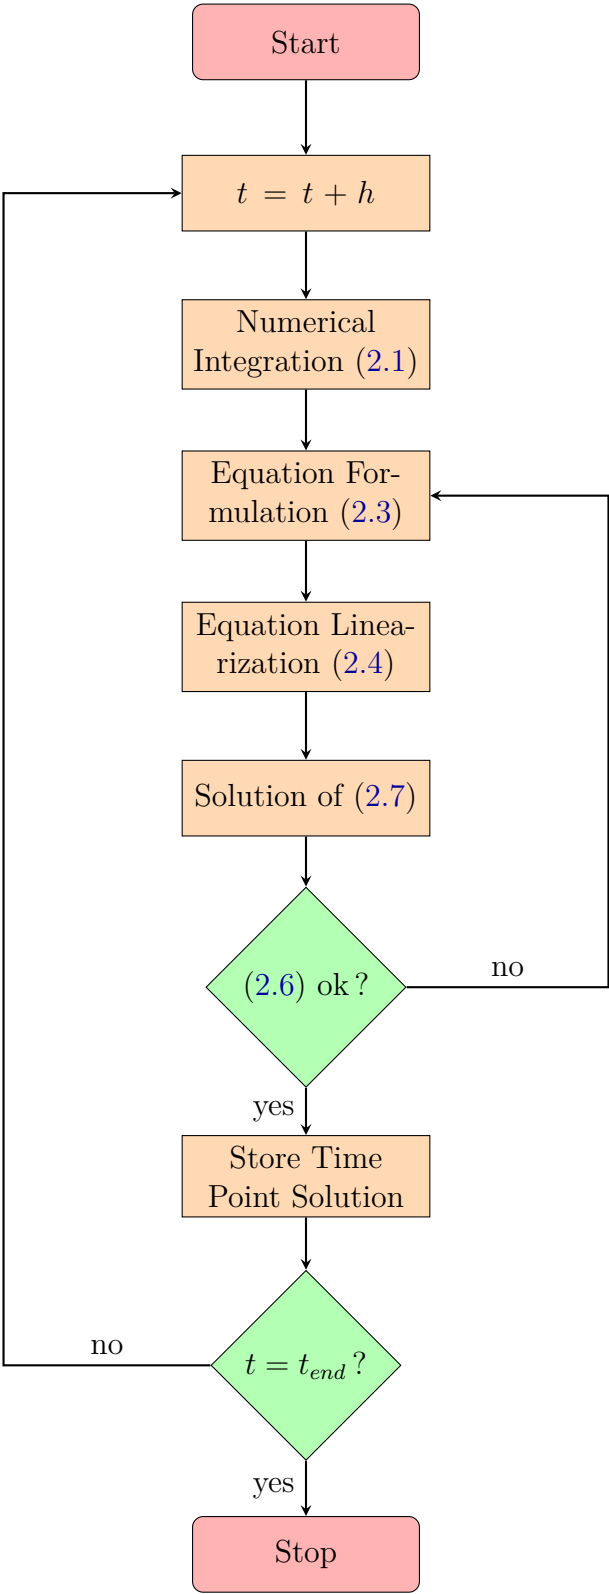 Start
t = t + h
Numerical
Integration (2.1)
Equation For-
mulation (2.3)
Equation Linea-
rization (2.4)
Solution of (2.7)
(2.6) ok ?
no
yes
Store Time
Point Solution
t = t_end ?
no
yes
Stop